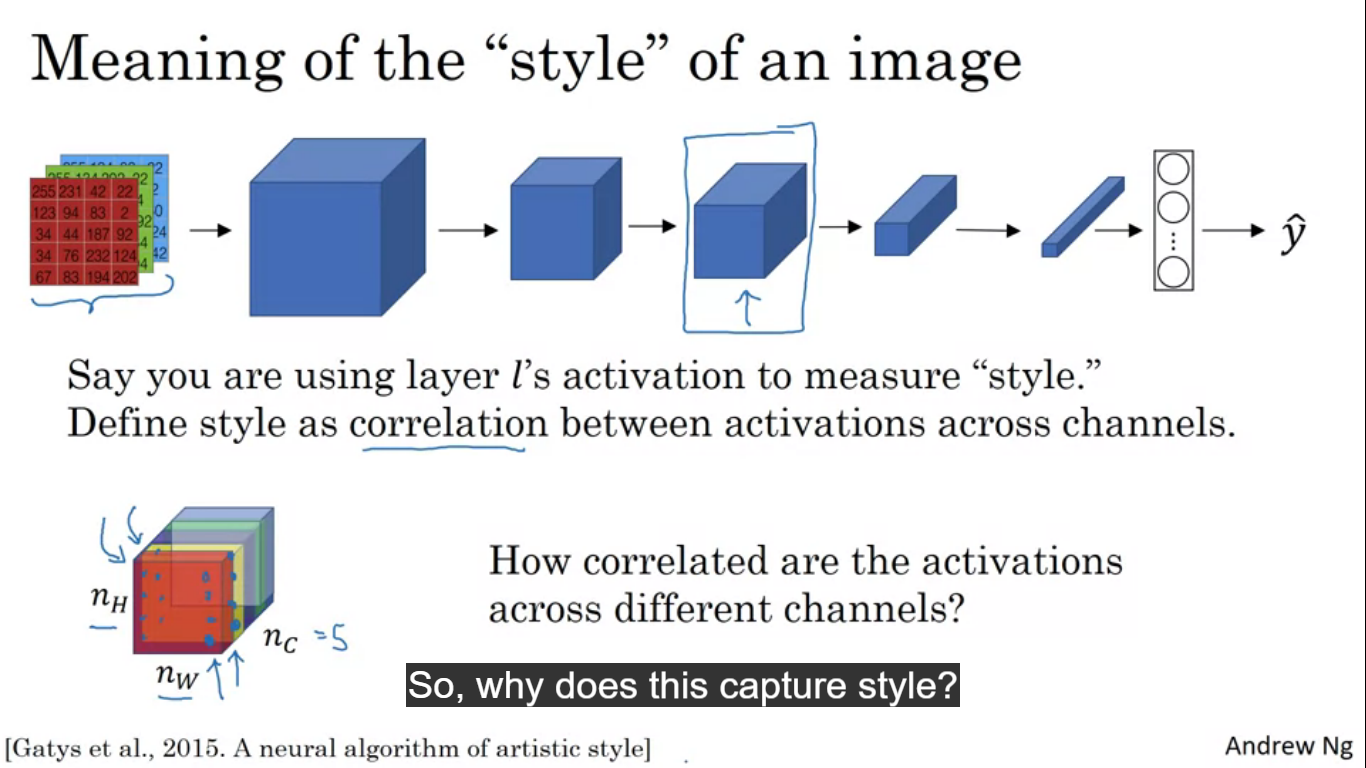 Meaning of the “style” of an image
255 231 42 22
123 94 83 2
34 44 187 92
34 76 232 124
67 83 194 202
ŷ
Say you are using layer l’s activation to measure “style.”
Define style as correlation between activations across channels.
How correlated are the activations
across different channels?
n_H
n_C =5
n_W
So, why does this capture style?
[Gatys et al., 2015. A neural algorithm of artistic style]
Andrew Ng